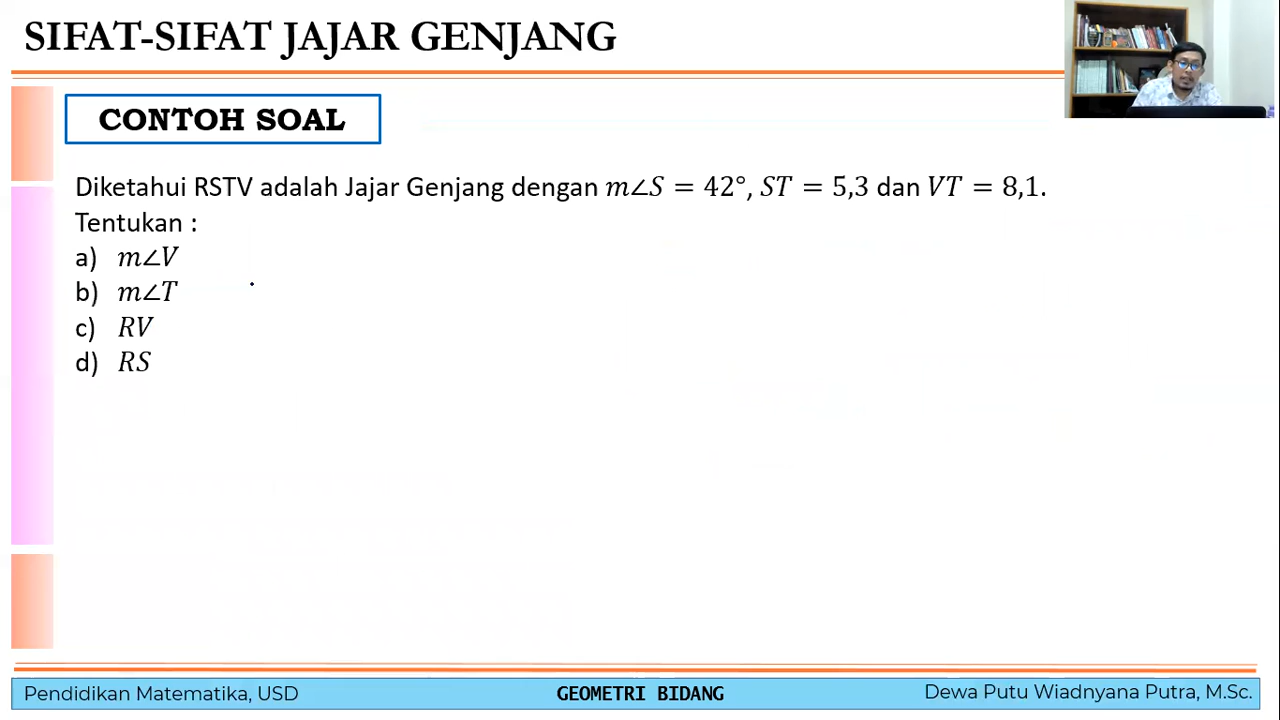 SIFAT-SIFAT JAJAR GENJANG
CONTOH SOAL
Diketahui RSTV adalah Jajar Genjang dengan m∠S = 42°, ST = 5,3 dan VT = 8,1.
Tentukan :
a) m∠V
b) m∠T
c) RV
d) RS
Pendidikan Matematika, USD
GEOMETRI BIDANG
Dewa Putu Wiadnyana Putra, M.Sc.